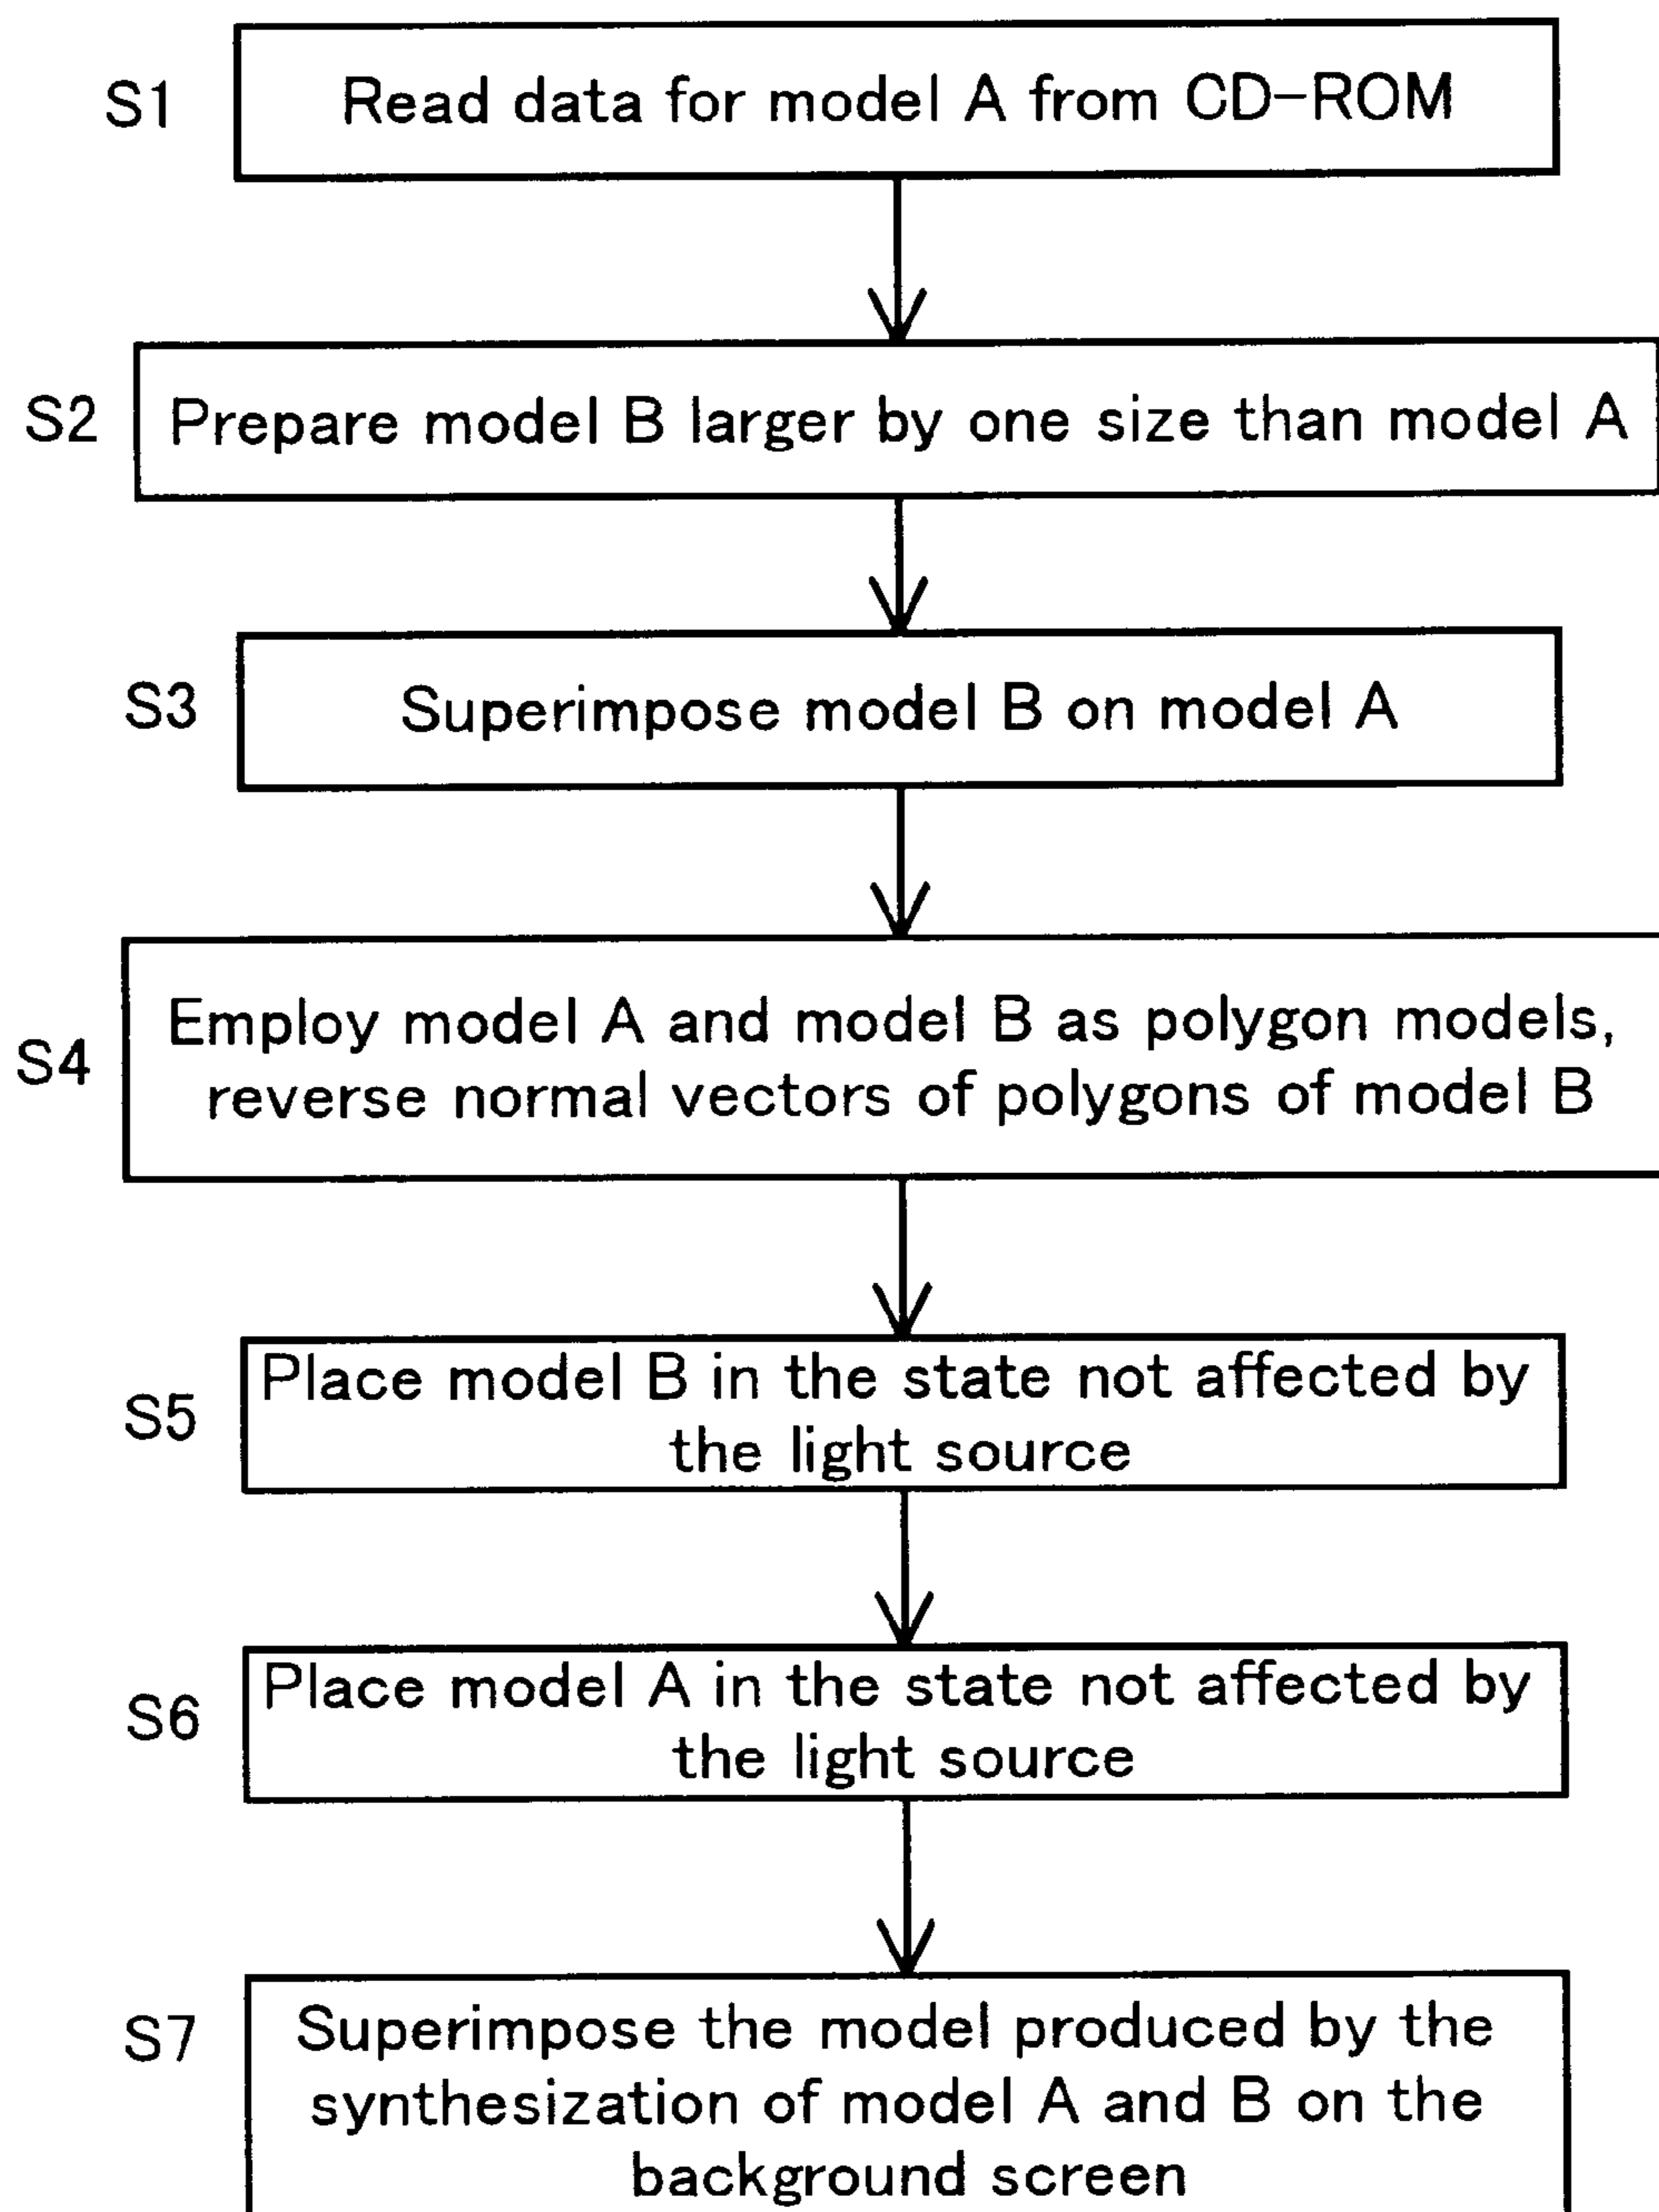 S1
Read data for model A from CD-ROM
S2
Prepare model B larger by one size than model A
S3
Superimpose model B on model A
S4
Employ model A and model B as polygon models,
reverse normal vectors of polygons of model B
S5
Place model B in the state not affected by
the light source
S6
Place model A in the state not affected by
the light source
S7
Superimpose the model produced by the
synthesization of model A and B on the
background screen